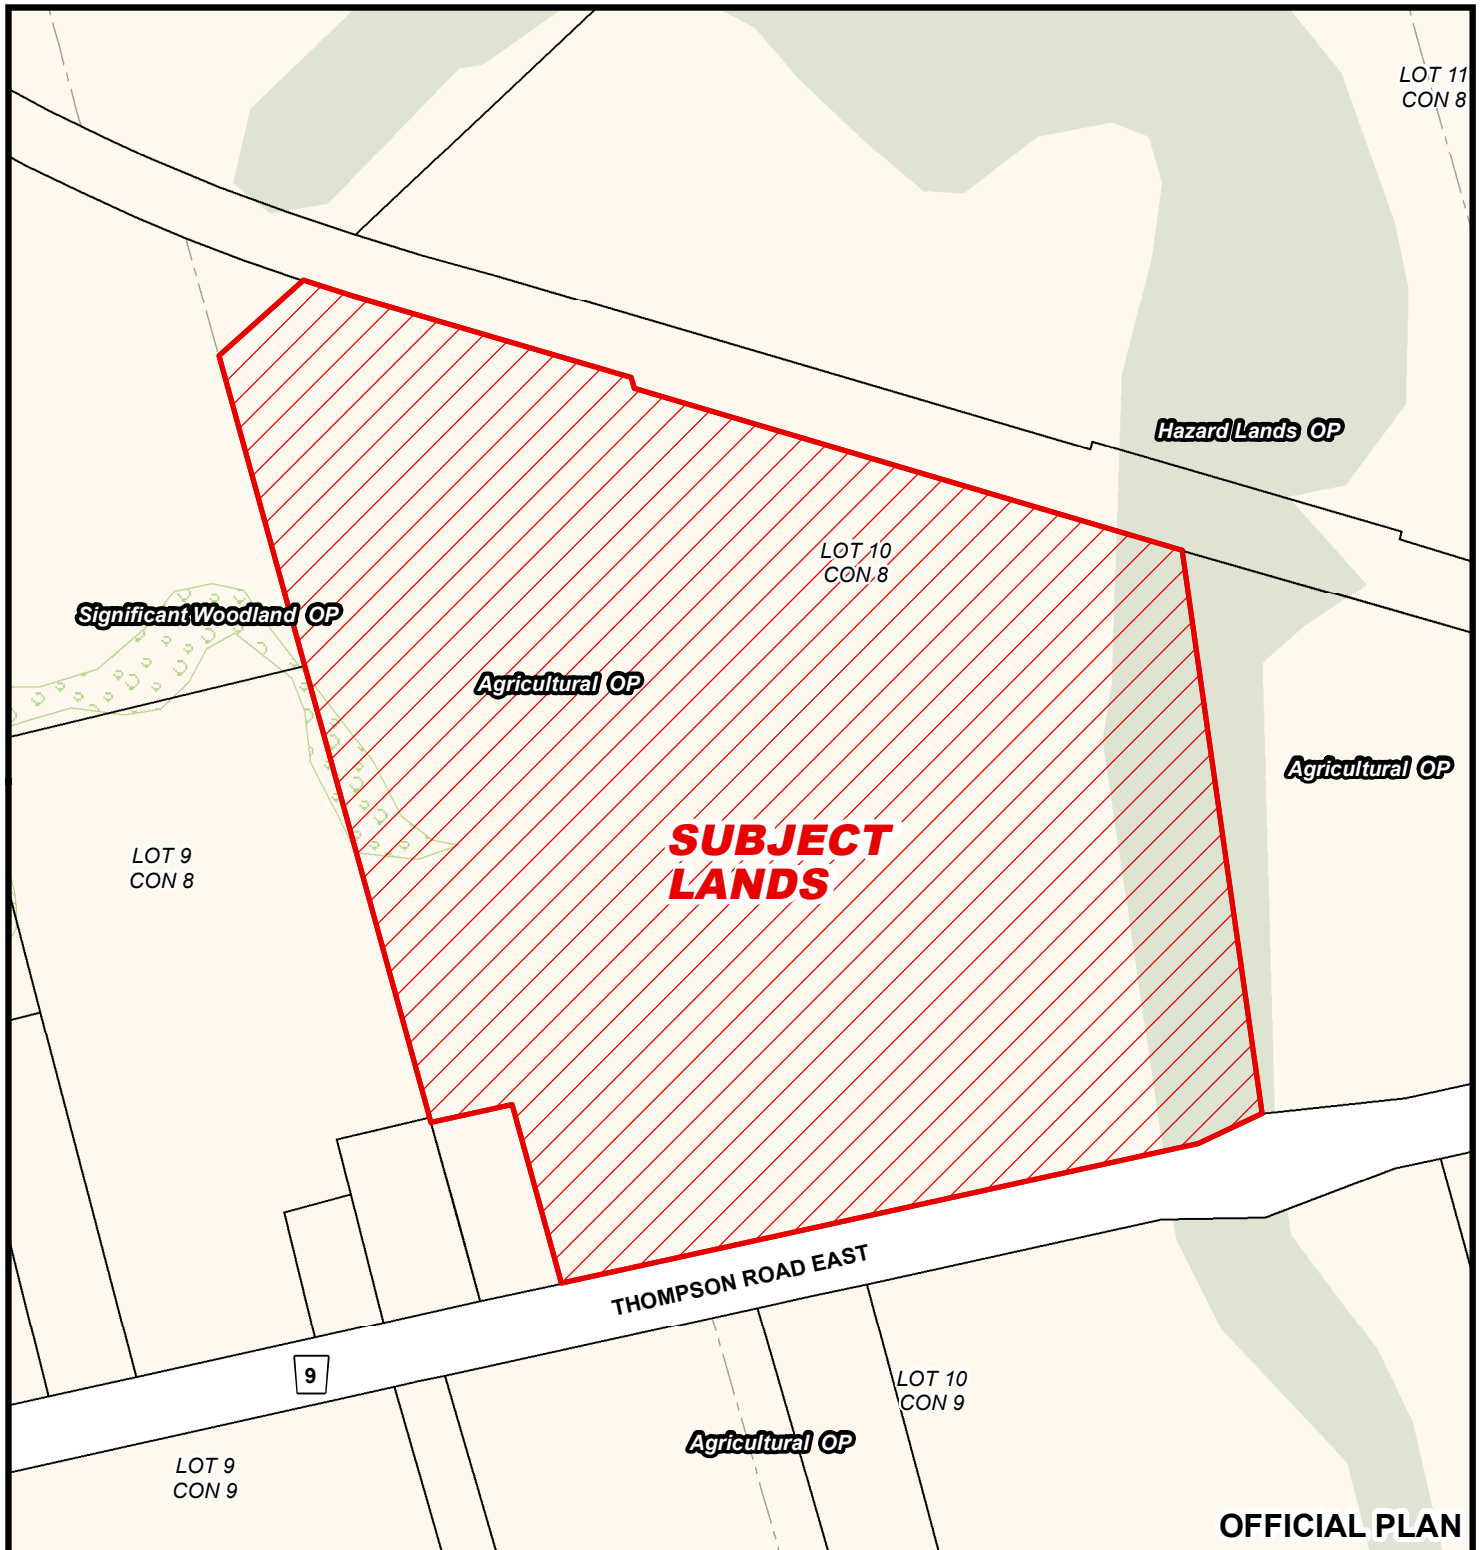 LOT 11
CON 8
Hazard Lands OP
LOT 10
CON 8
Significant Woodland OP
Agricultural OP
Agricultural OP
SUBJECT
LANDS
LOT 9
CON 8
THOMPSON ROAD EAST
9
LOT 10
CON 9
Agricultural OP
LOT 9
CON 9
OFFICIAL PLAN